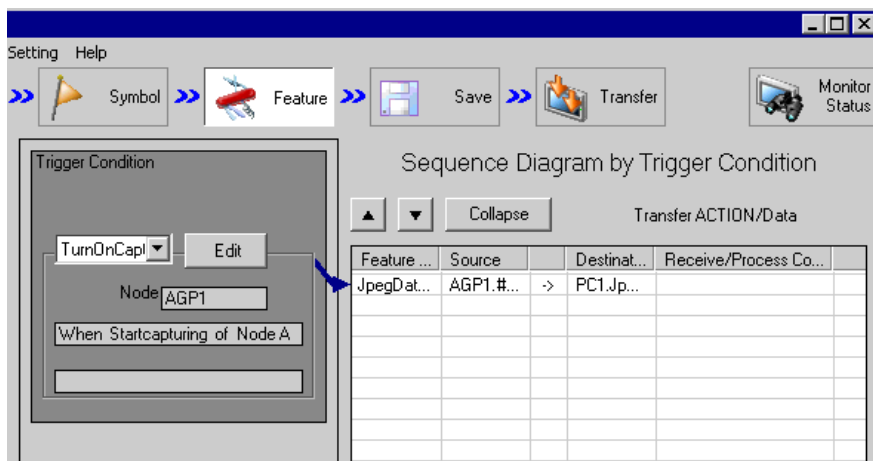 Setting Help
>> Symbol >> Feature >> Save >> Transfer Monitor Status
Trigger Condition
TurnOnCapt Edit
Node AGP1
When Startcapturing of Node A
Sequence Diagram by Trigger Condition
Collapse Transfer ACTION/Data
Feature ... Source Destinat... Receive/Process Co...
JpegDat... AGP1.#... -> PC1.Jp...